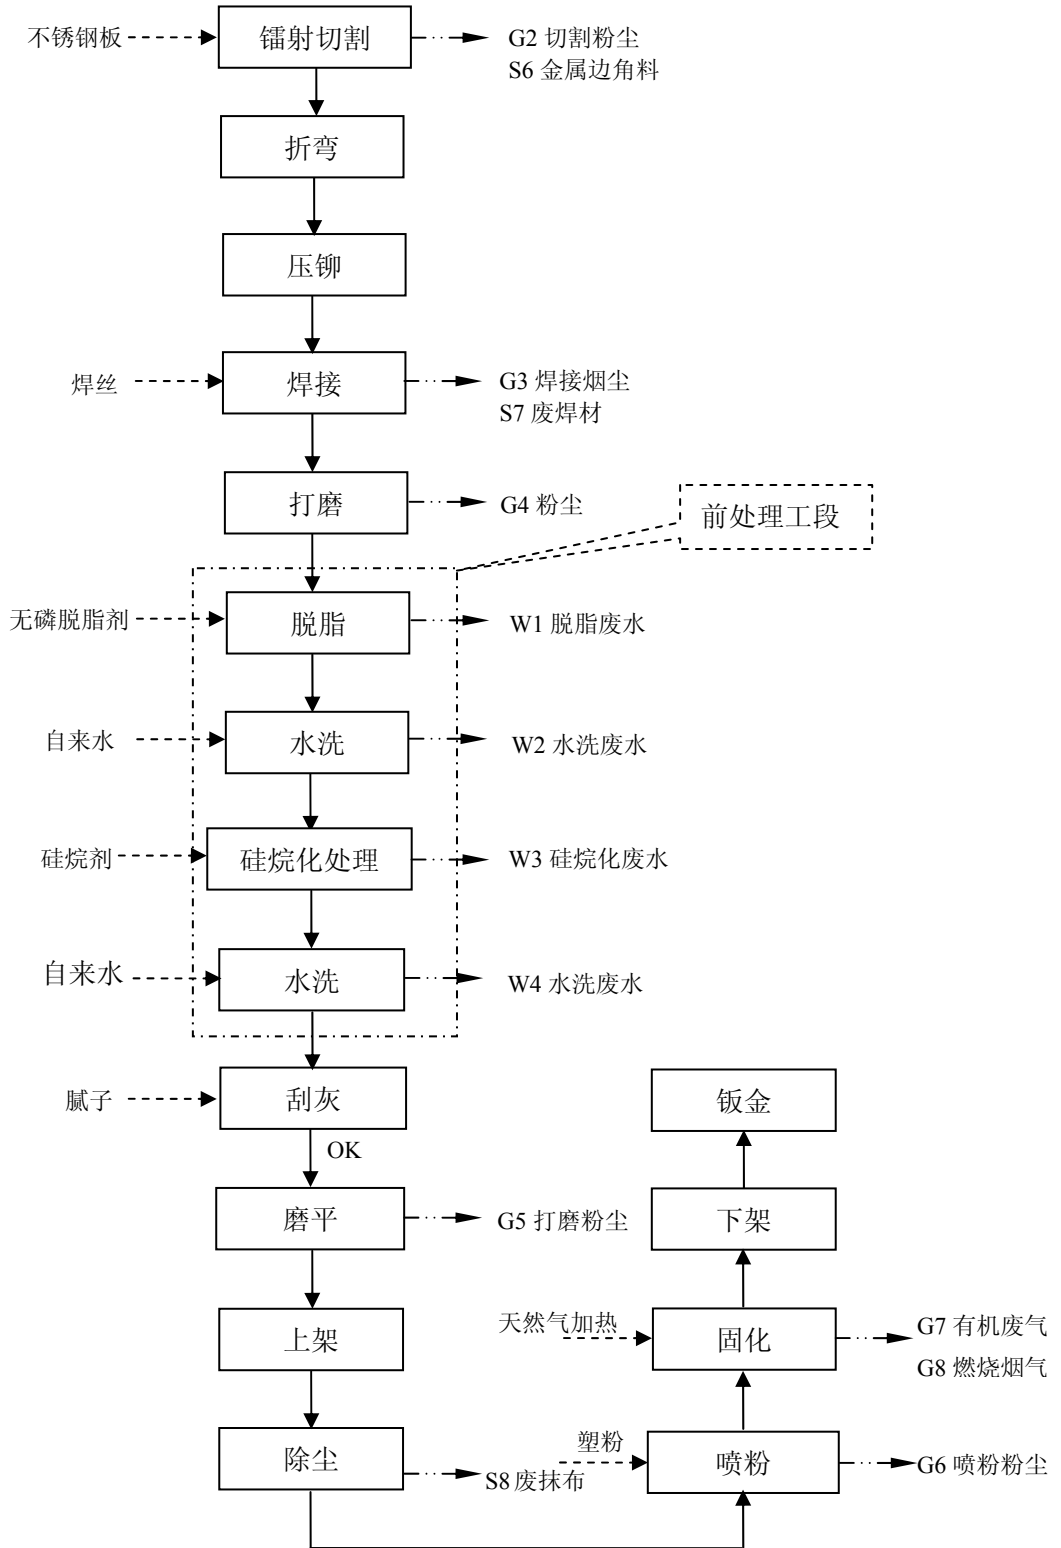 不锈钢板
镭射切割
G2 切割粉尘
S6 金属边角料
折弯
压铆
焊丝
焊接
G3 焊接烟尘
S7 废焊材
打磨
G4 粉尘
前处理工段
无磷脱脂剂
脱脂
W1 脱脂废水
自来水
水洗
W2 水洗废水
硅烷剂
硅烷化处理
W3 硅烷化废水
自来水
水洗
W4 水洗废水
腻子
刮灰
钣金
OK
磨平
G5 打磨粉尘
下架
上架
天然气加热
固化
G7 有机废气
G8 燃烧烟气
除尘
S8 废抹布
塑粉
喷粉
G6 喷粉粉尘